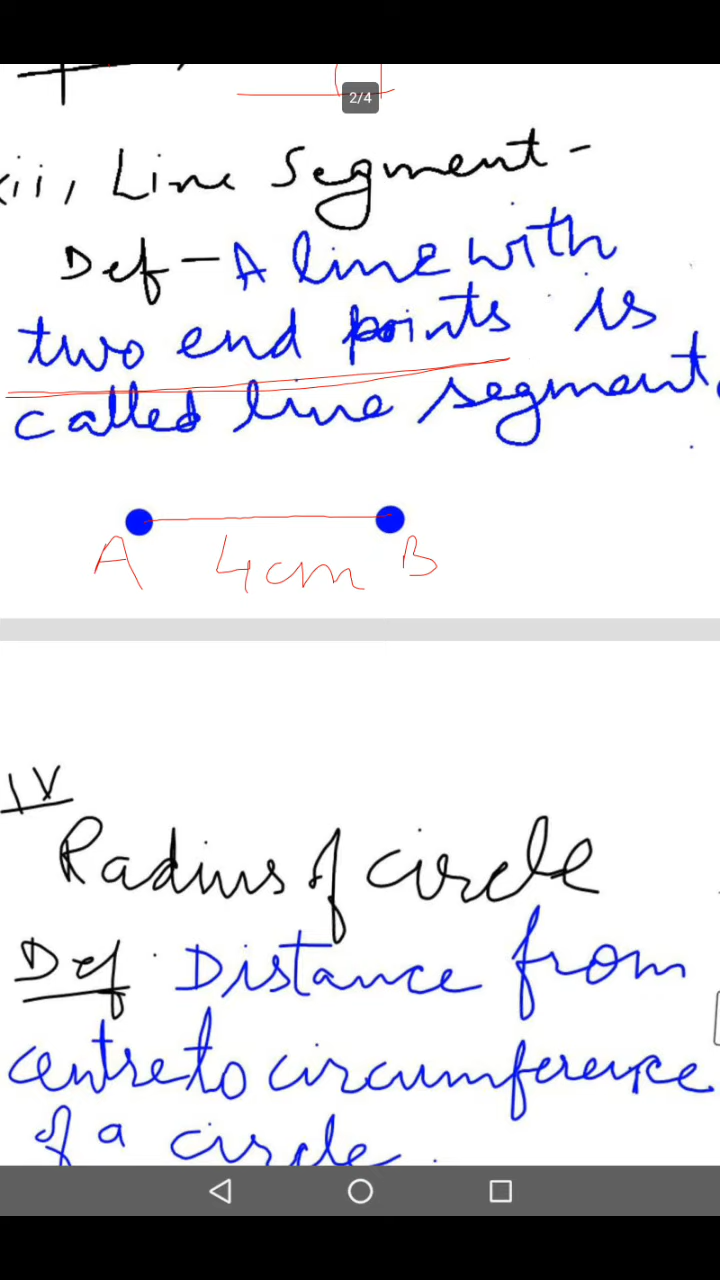 2/4
iii, Line Segment -
Def - A line with
two end points is
called line segment.
A 4cm B
IV
Radius of circle
Def. Distance from
centre to circumference
of a circle.